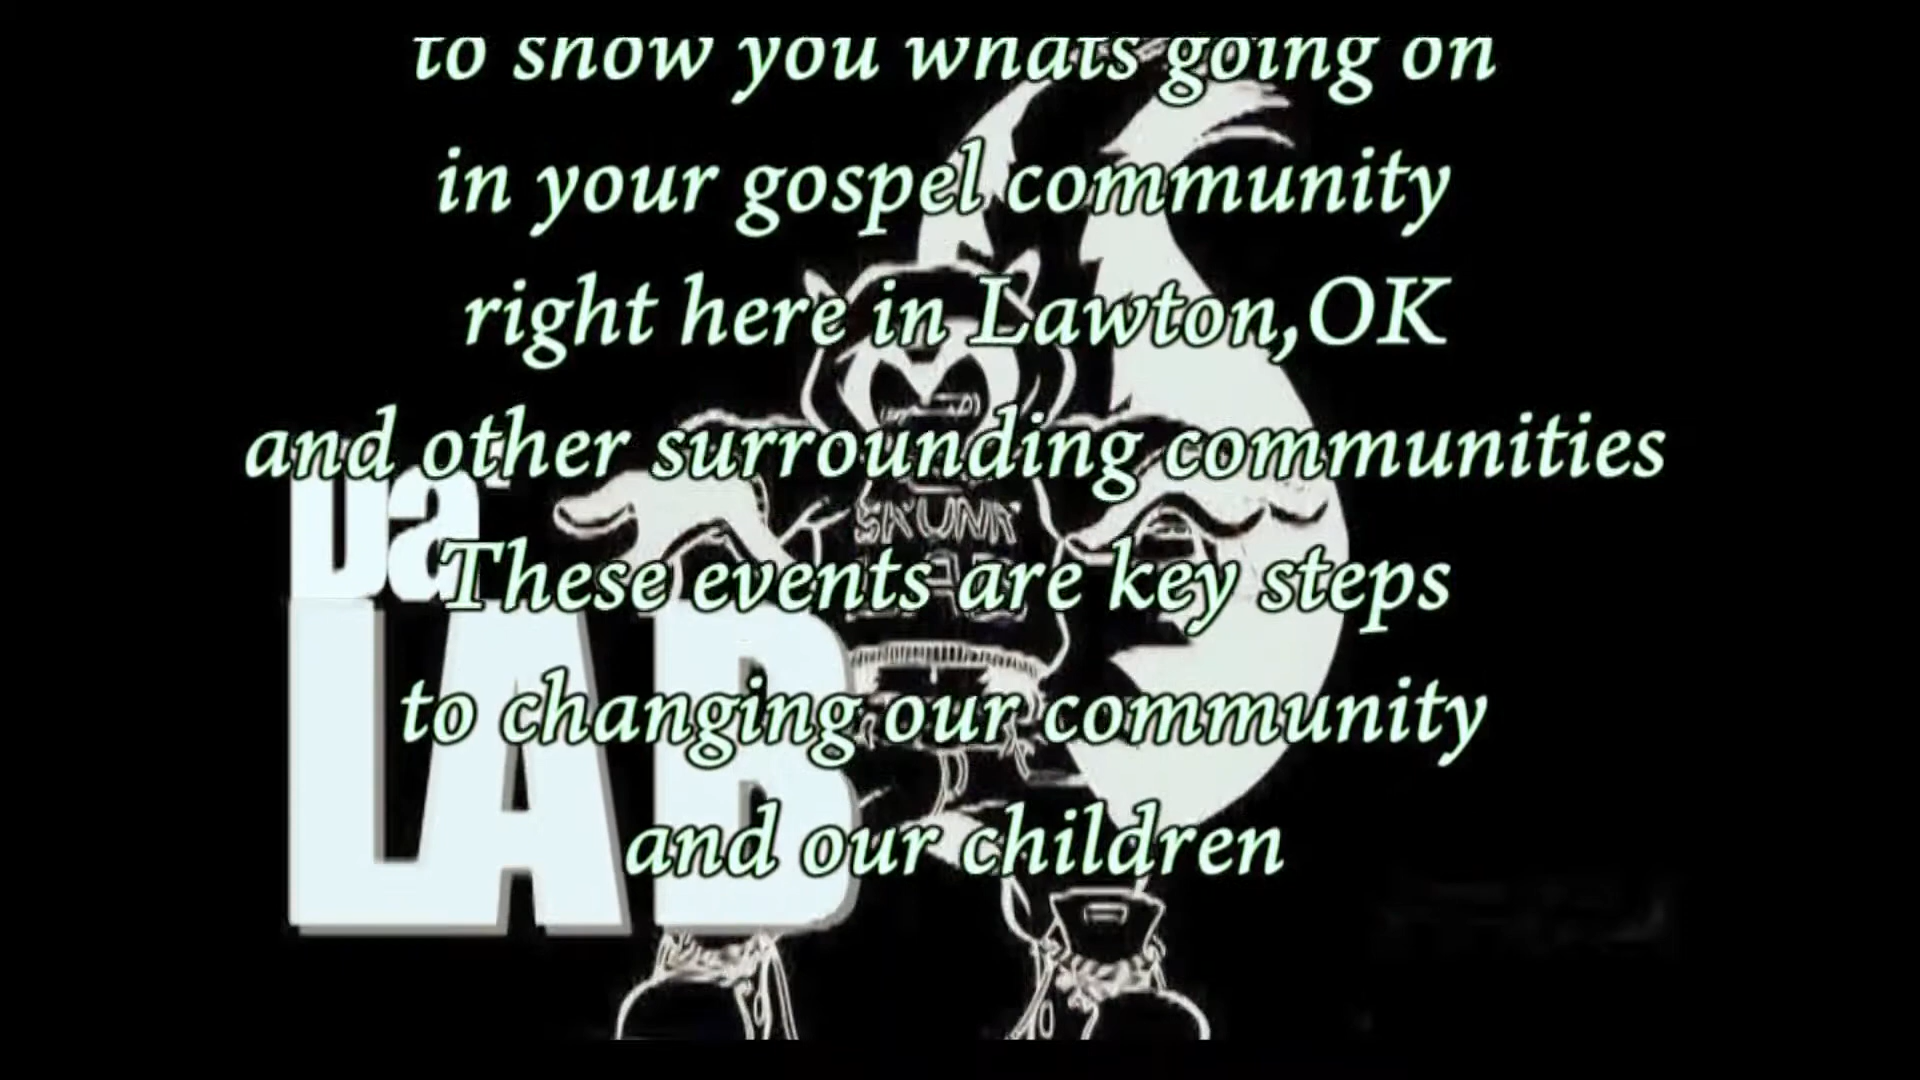 to show you whats going on
in your gospel community
right here in Lawton,OK
and other surrounding communities
SKUNK
Da
These events are key steps
LAB
to changing our community
and our children